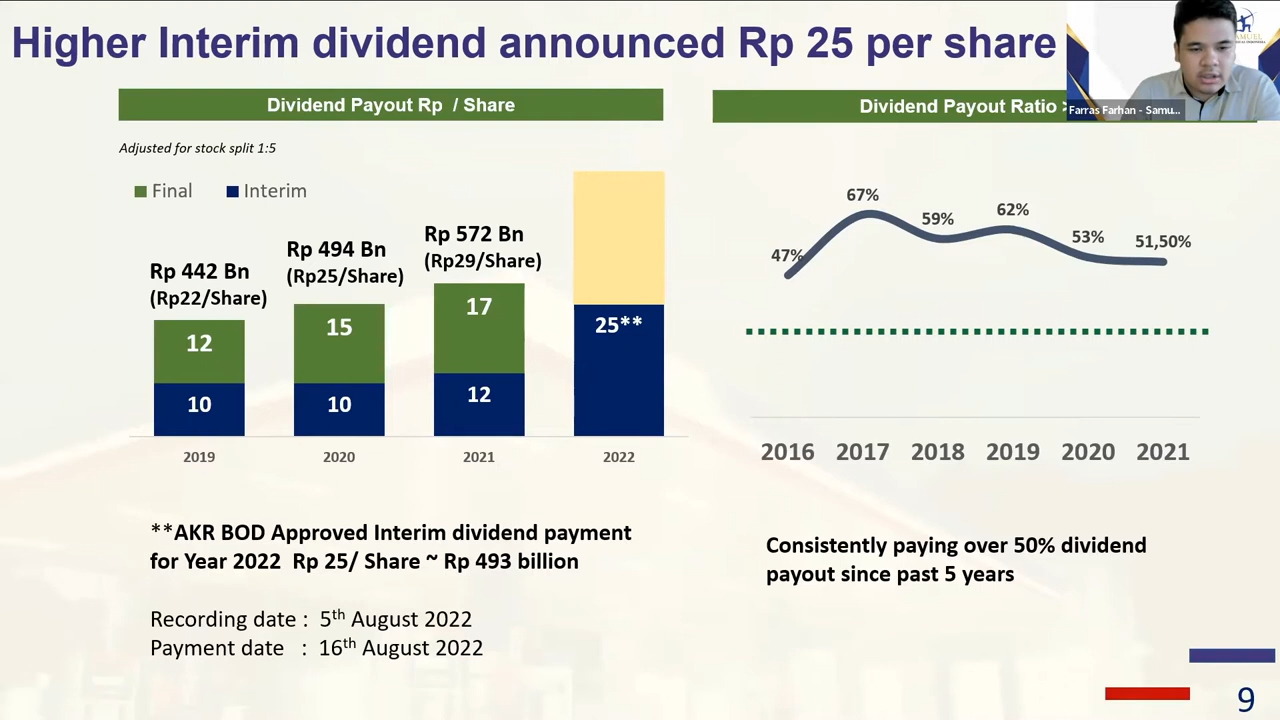 Higher Interim dividend announced Rp 25 per share
Farras Farhan - Samu...
Dividend Payout Rp / Share
Adjusted for stock split 1:5
Final
Interim
Rp 442 Bn
(Rp22/Share)
Rp 494 Bn
(Rp25/Share)
Rp 572 Bn
(Rp29/Share)
12
15
17
25**
10
10
12
2019
2020
2021
2022
**AKR BOD Approved Interim dividend payment
for Year 2022 Rp 25/ Share ~ Rp 493 billion
Recording date : 5th August 2022
Payment date : 16th August 2022
Dividend Payout Ratio
47%
67%
59%
62%
53%
51,50%
2016
2017
2018
2019
2020
2021
Consistently paying over 50% dividend
payout since past 5 years
9